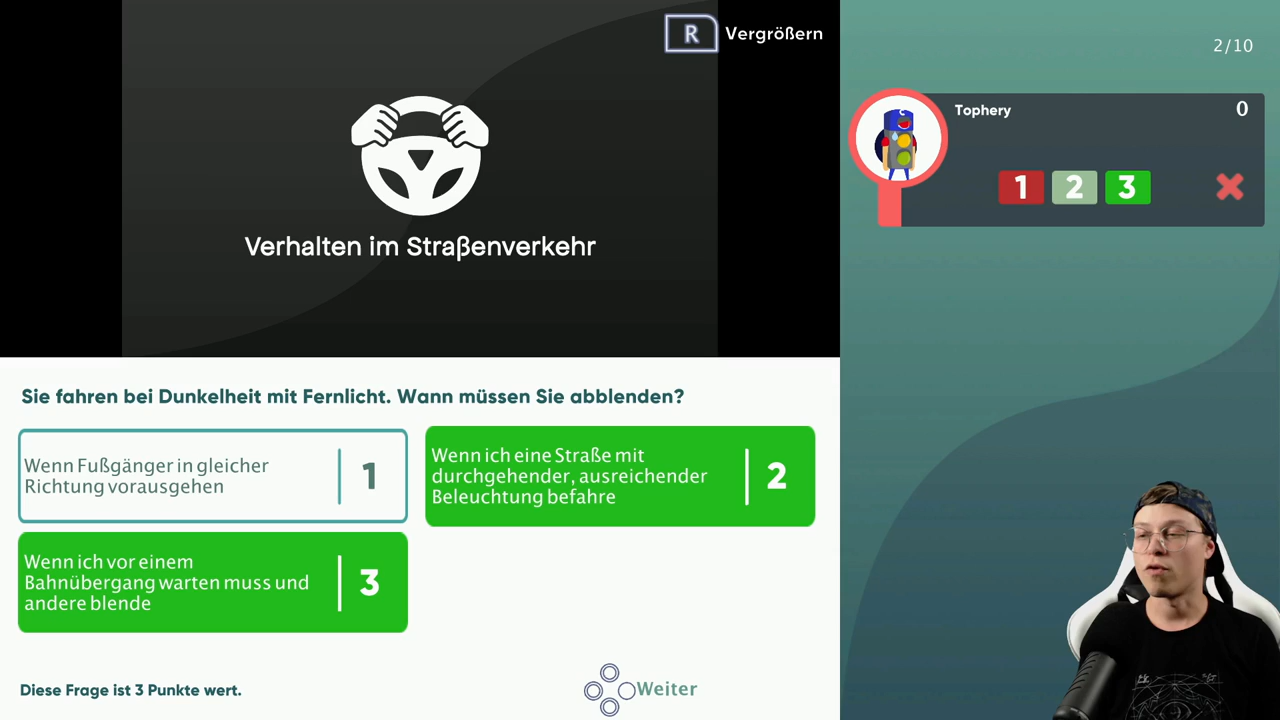 R Vergrößern
2/10
Verhalten im Straßenverkehr
Tophery 0
1 2 3
Sie fahren bei Dunkelheit mit Fernlicht. Wann müssen Sie abblenden?
Wenn Fußgänger in gleicher
Richtung vorausgehen
1
Wenn ich eine Straße mit
durchgehender, ausreichender
Beleuchtung befahre
2
Wenn ich vor einem
Bahnübergang warten muss und
andere blende
3
Diese Frage ist 3 Punkte wert.
Weiter